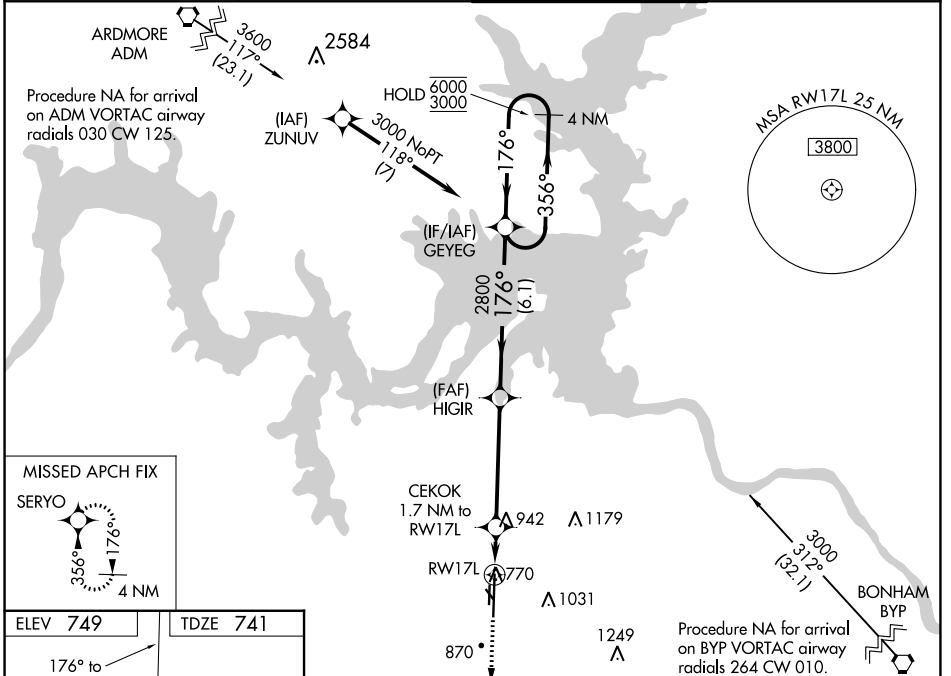 ARDMORE
ADM
3600
117°
(23.1)
2584
Procedure NA for arrival
on ADM VORTAC airway
radials 030 CW 125.
(IAF)
ZUNUV
3000 NoPT
118°
(7)
HOLD 6000
3000
4 NM
176°
356°
MSA RW17L 25 NM
3800
(IF/IAF)
GEYEG
2800
176°
(6.1)
(FAF)
HIGIR
MISSED APCH FIX
SERYO
356°
176°
4 NM
CEKOK
1.7 NM to
RW17L
942
1179
RW17L
770
1031
870
1249
3000
312°
(32.1)
BONHAM
BYP
Procedure NA for arrival
on BYP VORTAC airway
radials 264 CW 010.
ELEV 749
TDZE 741
176° to